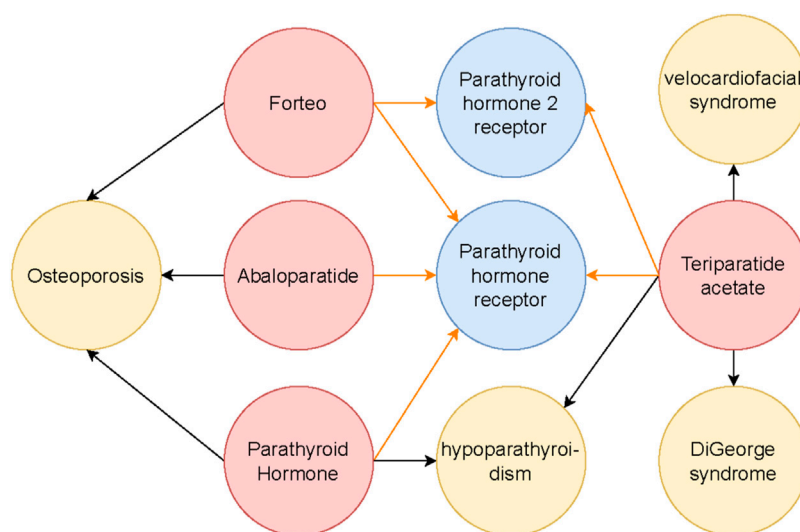 Forteo
Parathyroid
hormone 2
receptor
velocardiofacial
syndrome
Osteoporosis
Abaloparatide
Parathyroid
hormone
receptor
Teriparatide
acetate
Parathyroid
Hormone
hypoparathyroi-
dism
DiGeorge
syndrome